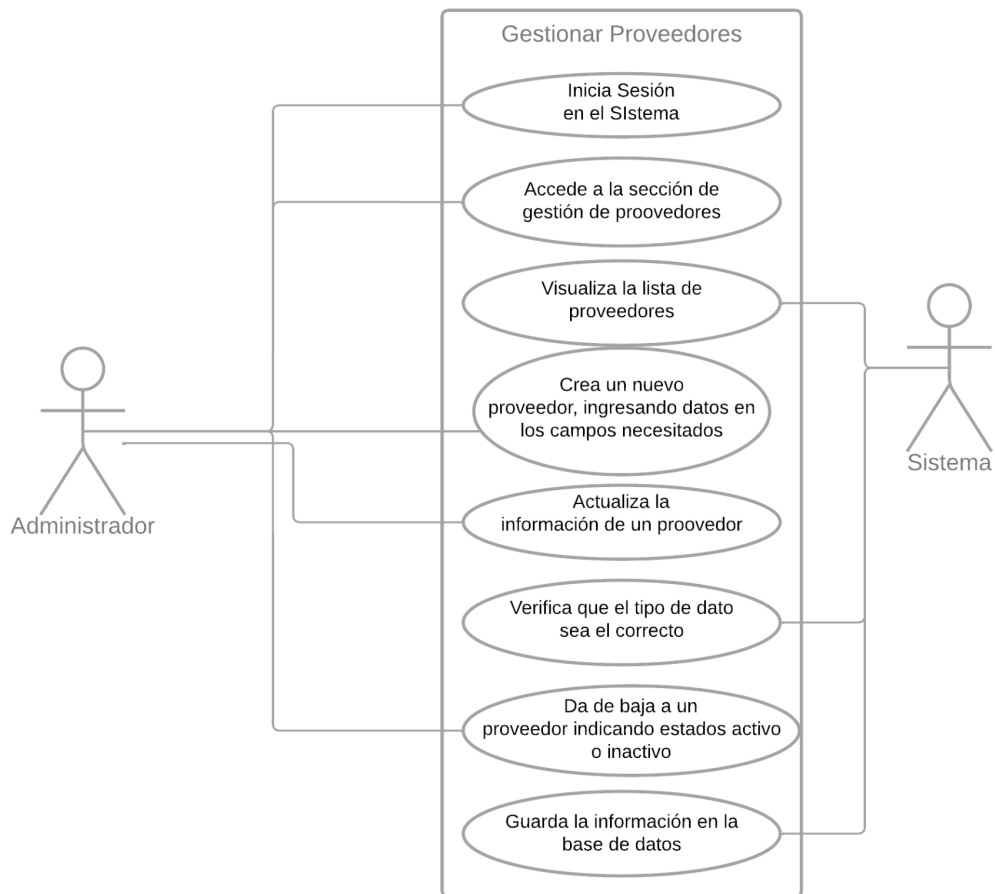 Gestionar Proveedores
Inicia Sesión
en el SIstema
Accede a la sección de
gestión de proovedores
Visualiza la lista de
proveedores
Crea un nuevo
proveedor, ingresando datos en
los campos necesitados
Actualiza la
información de un proovedor
Verifica que el tipo de dato
sea el correcto
Da de baja a un
proveedor indicando estados activo
o inactivo
Guarda la información en la
base de datos
Administrador
Sistema